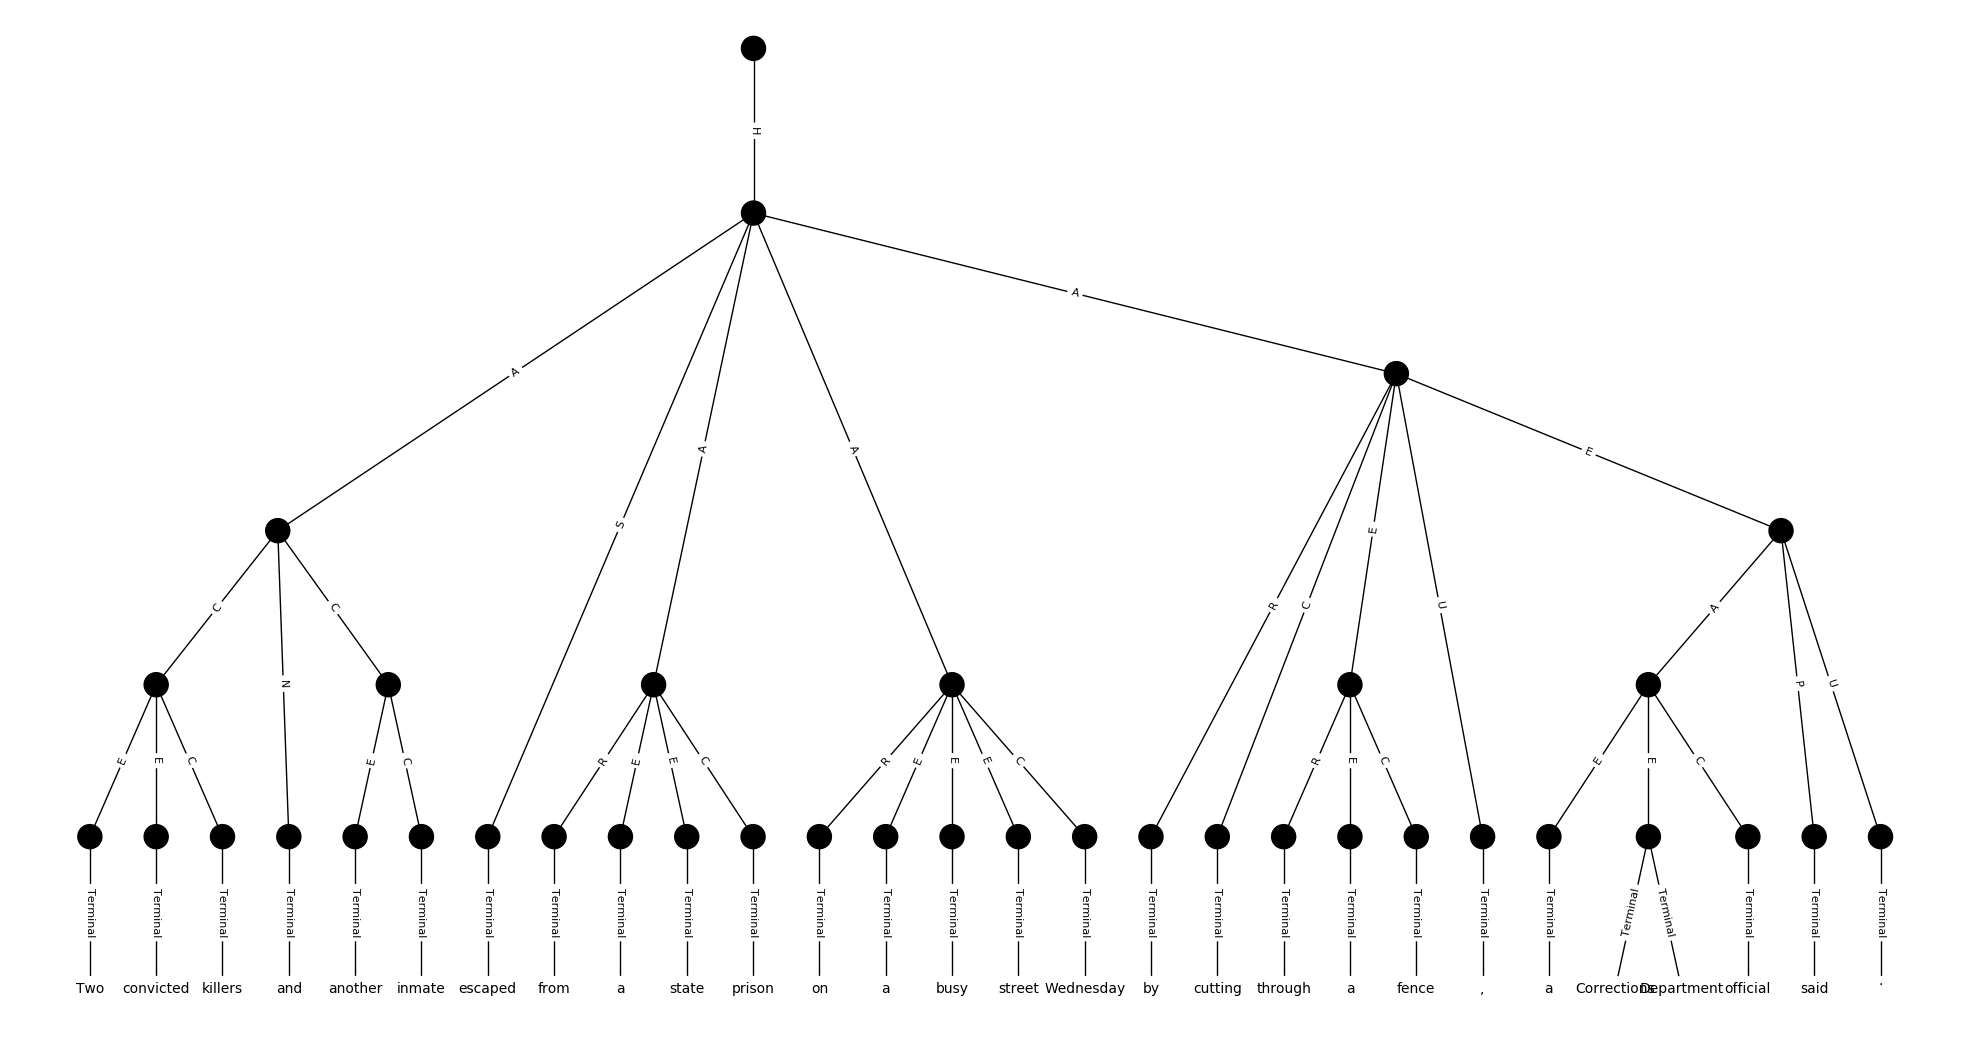 H
A
A
E
S
A
A
E
C
C
R
C
U
A
N
P
U
E
E
C
E
C
R
E
E
C
R
E
E
E
C
R
E
C
E
E
C
Terminal Terminal Terminal Terminal Terminal Terminal Terminal Terminal Terminal Terminal Terminal Terminal Terminal Terminal Terminal Terminal Terminal Terminal Terminal Terminal Terminal Terminal Terminal Terminal Terminal Terminal Terminal Terminal
Two convicted killers and another inmate escaped from a state prison on a busy street Wednesday by cutting through a fence , a Corrections Department official said .